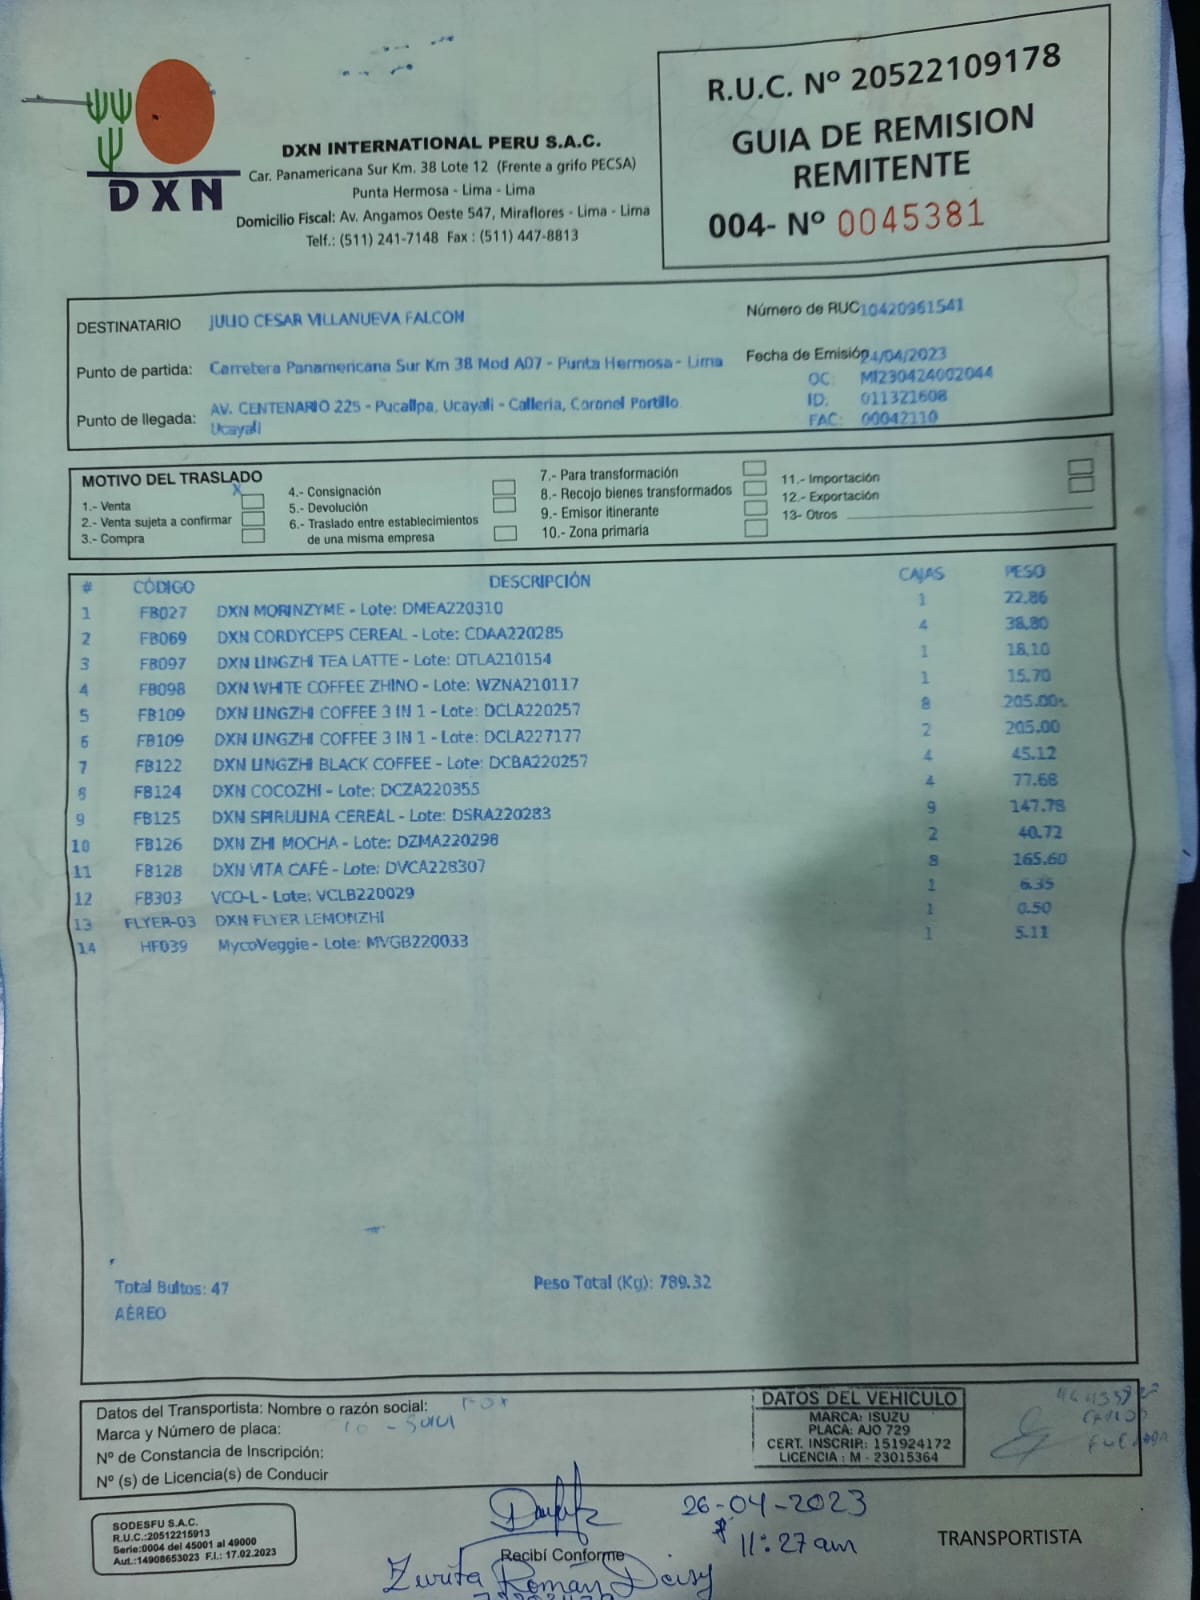 DXN
DXN INTERNATIONAL PERU S.A.C.
Car. Panamericana Sur Km. 38 Lote 12 (Frente a grifo PECSA)
Punta Hermosa - Lima - Lima
Domicilio Fiscal: Av. Angamos Oeste 547, Miraflores - Lima - Lima
Telf.: (511) 241-7148 Fax : (511) 447-8813
R.U.C. Nº 20522109178
GUIA DE REMISION
REMITENTE
004- Nº 0045381
DESTINATARIO JULIO CESAR VILLANUEVA FALCON Número de RUC 10420961541
Punto de partida: Carretera Panamericana Sur Km 38 Mod A07 - Punta Hermosa - Lima Fecha de Emisión 24/04/2023
OC: MI230424002044
Punto de llegada: AV. CENTENARIO 225 - Pucallpa, Ucayali - Calleria, Coronel Portillo ID: 011321608
Ucayali FAC: 00042110
MOTIVO DEL TRASLADO
X
1.- Venta
2.- Venta sujeta a confirmar
3.- Compra
4.- Consignación
5.- Devolución
6.- Traslado entre establecimientos
de una misma empresa
7.- Para transformación
8.- Recojo bienes transformados
9.- Emisor itinerante
10.- Zona primaria
11.- Importación
12.- Exportación
13- Otros
# CÓDIGO DESCRIPCIÓN CAJAS PESO
1 FB027 DXN MORINZYME - Lote: DMEA220310 1 22.86
2 FB069 DXN CORDYCEPS CEREAL - Lote: CDAA220285 4 38.80
3 FB097 DXN LINGZHI TEA LATTE - Lote: DTLA210154 1 18.10
4 FB098 DXN WHITE COFFEE ZHINO - Lote: WZNA210117 1 15.70
5 FB109 DXN LINGZHI COFFEE 3 IN 1 - Lote: DCLA220257 8 205.00
6 FB109 DXN LINGZHI COFFEE 3 IN 1 - Lote: DCLA227177 2 205.00
7 FB122 DXN LINGZHI BLACK COFFEE - Lote: DCBA220257 4 45.12
8 FB124 DXN COCOZHI - Lote: DCZA220355 4 77.68
9 FB125 DXN SPIRULINA CEREAL - Lote: DSRA220283 9 147.78
10 FB126 DXN ZHI MOCHA - Lote: DZMA220298 2 40.72
11 FB128 DXN VITA CAFÉ - Lote: DVCA228307 8 165.60
12 FB303 VCO-L - Lote: VCLB220029 1 6.35
13 FLYER-03 DXN FLYER LEMONZHI 1 0.50
14 HF039 MycoVeggie - Lote: MVGB220033 1 5.11
Total Bultos: 47 Peso Total (Kg): 789.32
AÉREO
Datos del Transportista: Nombre o razón social:
Marca y Número de placa:
Nº de Constancia de Inscripción:
Nº (s) de Licencia(s) de Conducir
DATOS DEL VEHICULO
MARCA: ISUZU
PLACA: AJO 729
CERT. INSCRIP: 151924172
LICENCIA : M - 23015364
SODESFU S.A.C.
R.U.C.:20512215913
Serie:0004 del 45001 al 49000
Aut.:14908653023 F.I.: 17.02.2023
26-04-2023
11:27am
Recibí Conforme
Zurita Román Deisy
TRANSPORTISTA